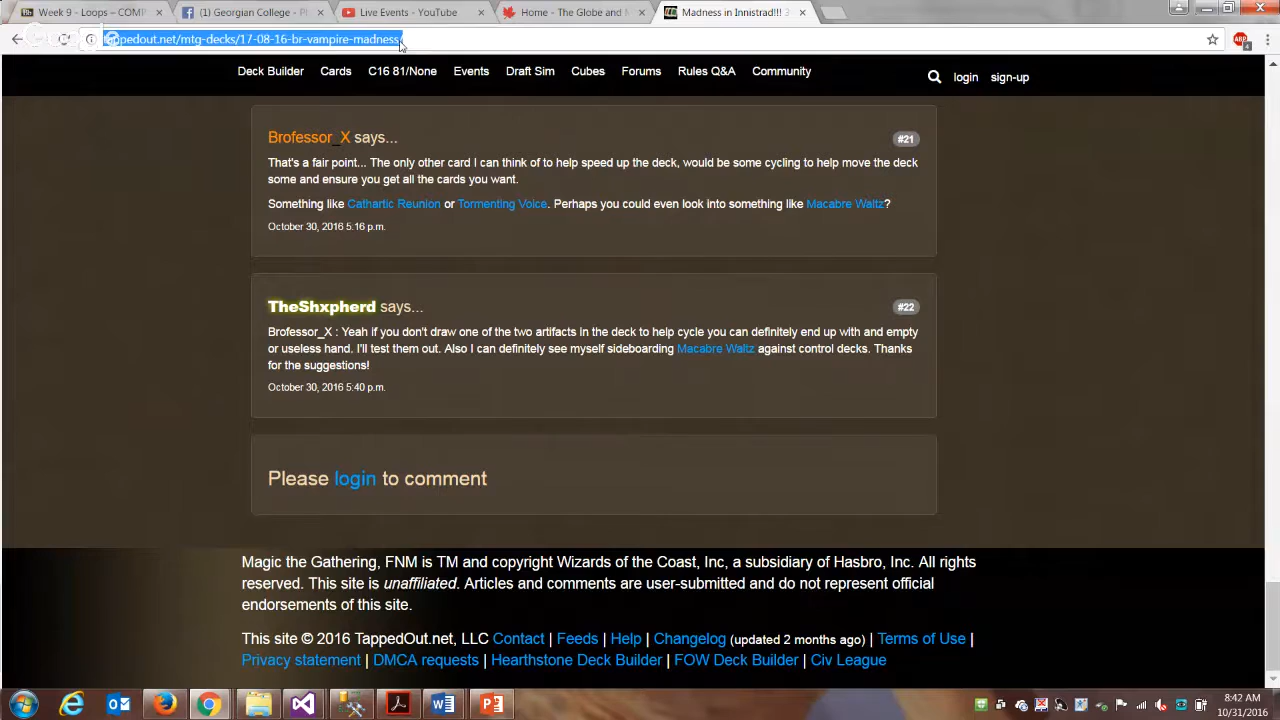 Week 9 - Loops – COMP
(1) Georgian College - P
Live Events - YouTube
Home - The Globe and M
Madness in Innistrad!!! 3
tappedout.net/mtg-decks/17-08-16-br-vampire-madness/
4
Deck Builder Cards C16 81/None Events Draft Sim Cubes Forums Rules Q&A Community login sign-up
Brofessor_X says... #21
That's a fair point... The only other card I can think of to help speed up the deck, would be some cycling to help move the deck
some and ensure you get all the cards you want.
Something like Cathartic Reunion or Tormenting Voice. Perhaps you could even look into something like Macabre Waltz?
October 30, 2016 5:16 p.m.
TheShxpherd says... #22
Brofessor_X : Yeah if you don't draw one of the two artifacts in the deck to help cycle you can definitely end up with and empty
or useless hand. I'll test them out. Also I can definitely see myself sideboarding Macabre Waltz against control decks. Thanks
for the suggestions!
October 30, 2016 5:40 p.m.
Please login to comment
Magic the Gathering, FNM is TM and copyright Wizards of the Coast, Inc, a subsidiary of Hasbro, Inc. All rights
reserved. This site is unaffiliated. Articles and comments are user-submitted and do not represent official
endorsements of this site.
This site © 2016 TappedOut.net, LLC Contact | Feeds | Help | Changelog (updated 2 months ago) | Terms of Use |
Privacy statement | DMCA requests | Hearthstone Deck Builder | FOW Deck Builder | Civ League
8:42 AM
10/31/2016